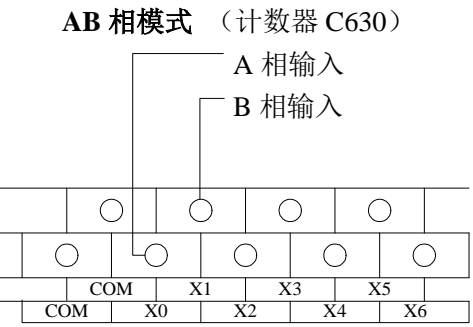 AB 相模式 （计数器 C630）
A 相输入
B 相输入
COM X1 X3 X5
COM X0 X2 X4 X6